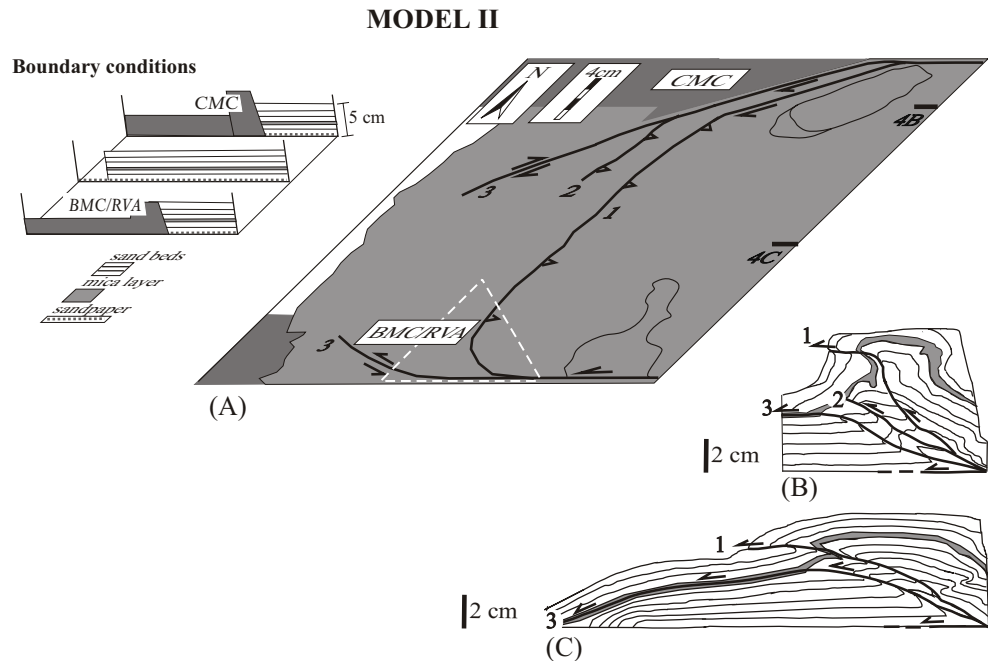 MODEL II
Boundary conditions
CMC
5 cm
BMC/RVA
sand beds
mica layer
sandpaper
N
4cm
CMC
4B
3
2
1
4C
BMC/RVA
3
(A)
1
2
3
2 cm
(B)
1
2 cm
3
(C)